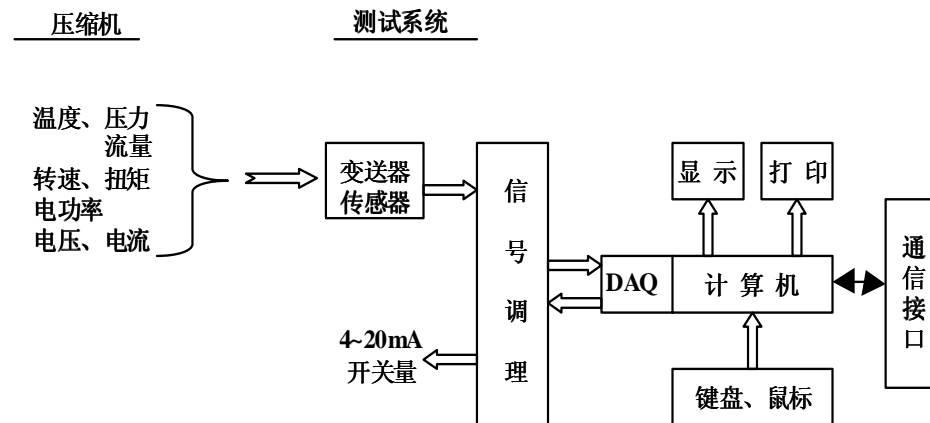 压缩机
测试系统
温度、压力
流量
转速、扭矩
电功率
电压、电流
变送器
传感器
信号调理
4~20mA
开关量
DAQ
计算机
显示
打印
键盘、鼠标
通信接口